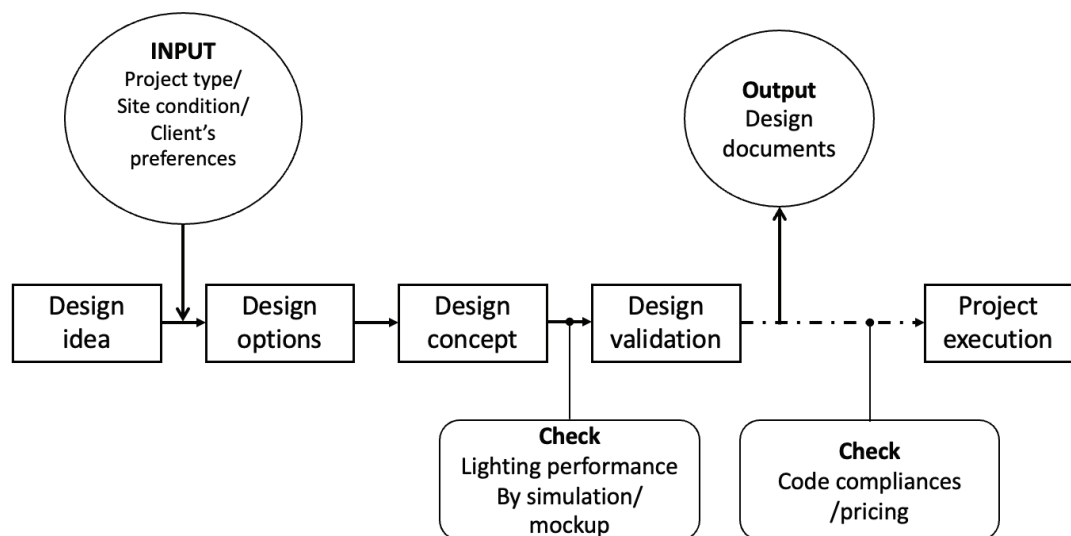 INPUT
Project type/
Site condition/
Client's
preferences
Output
Design
documents
Design
idea
Design
options
Design
concept
Design
validation
Project
execution
Check
Lighting performance
By simulation/
mockup
Check
Code compliances
/pricing